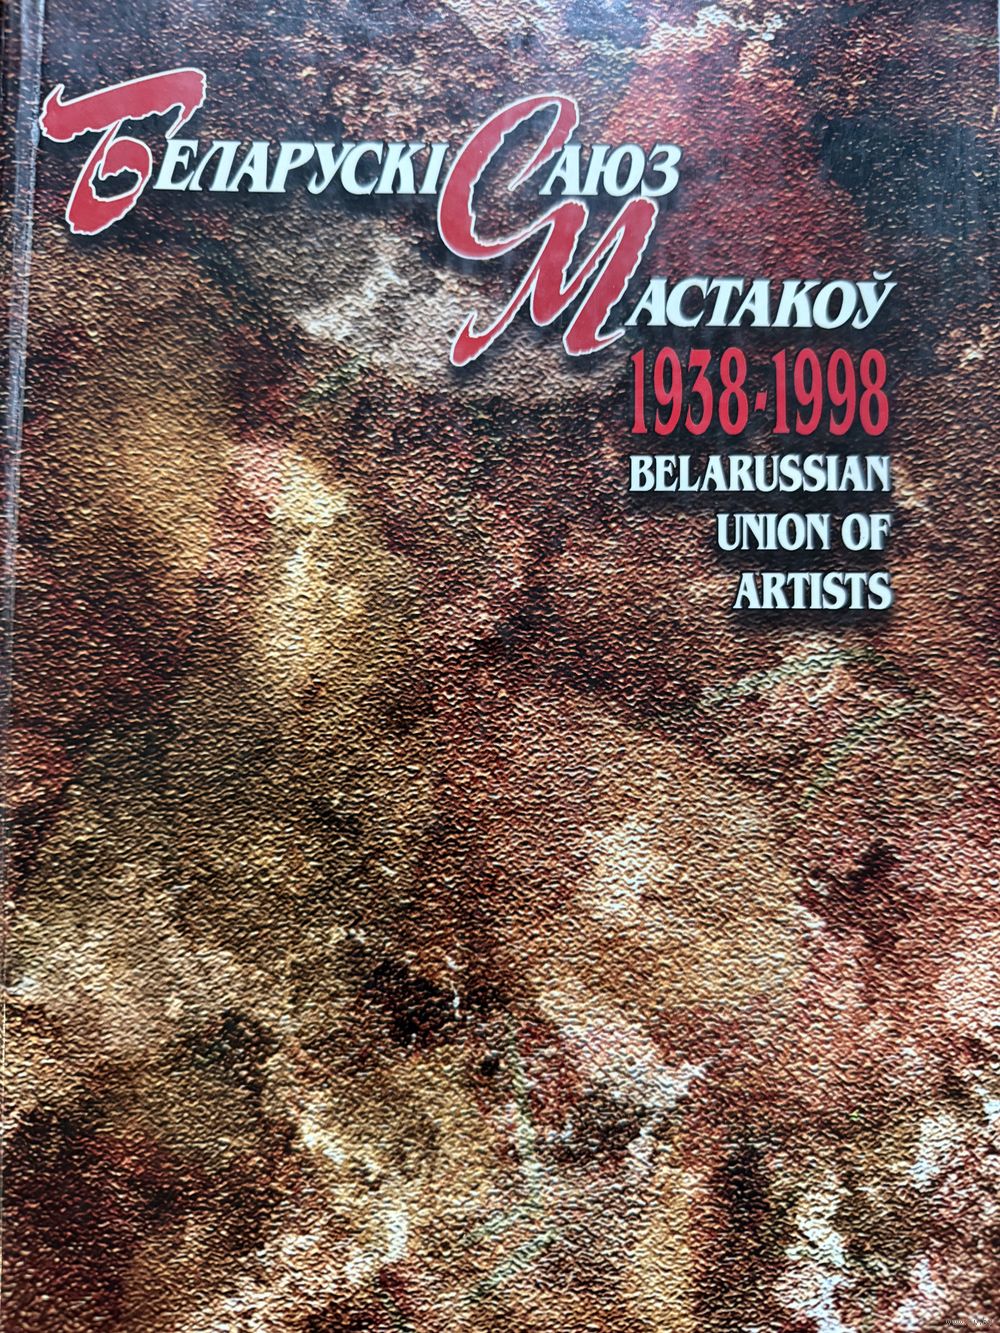 Беларускі Саюз
Мастакоў
1938-1998
BELARUSSIAN
UNION OF
ARTISTS